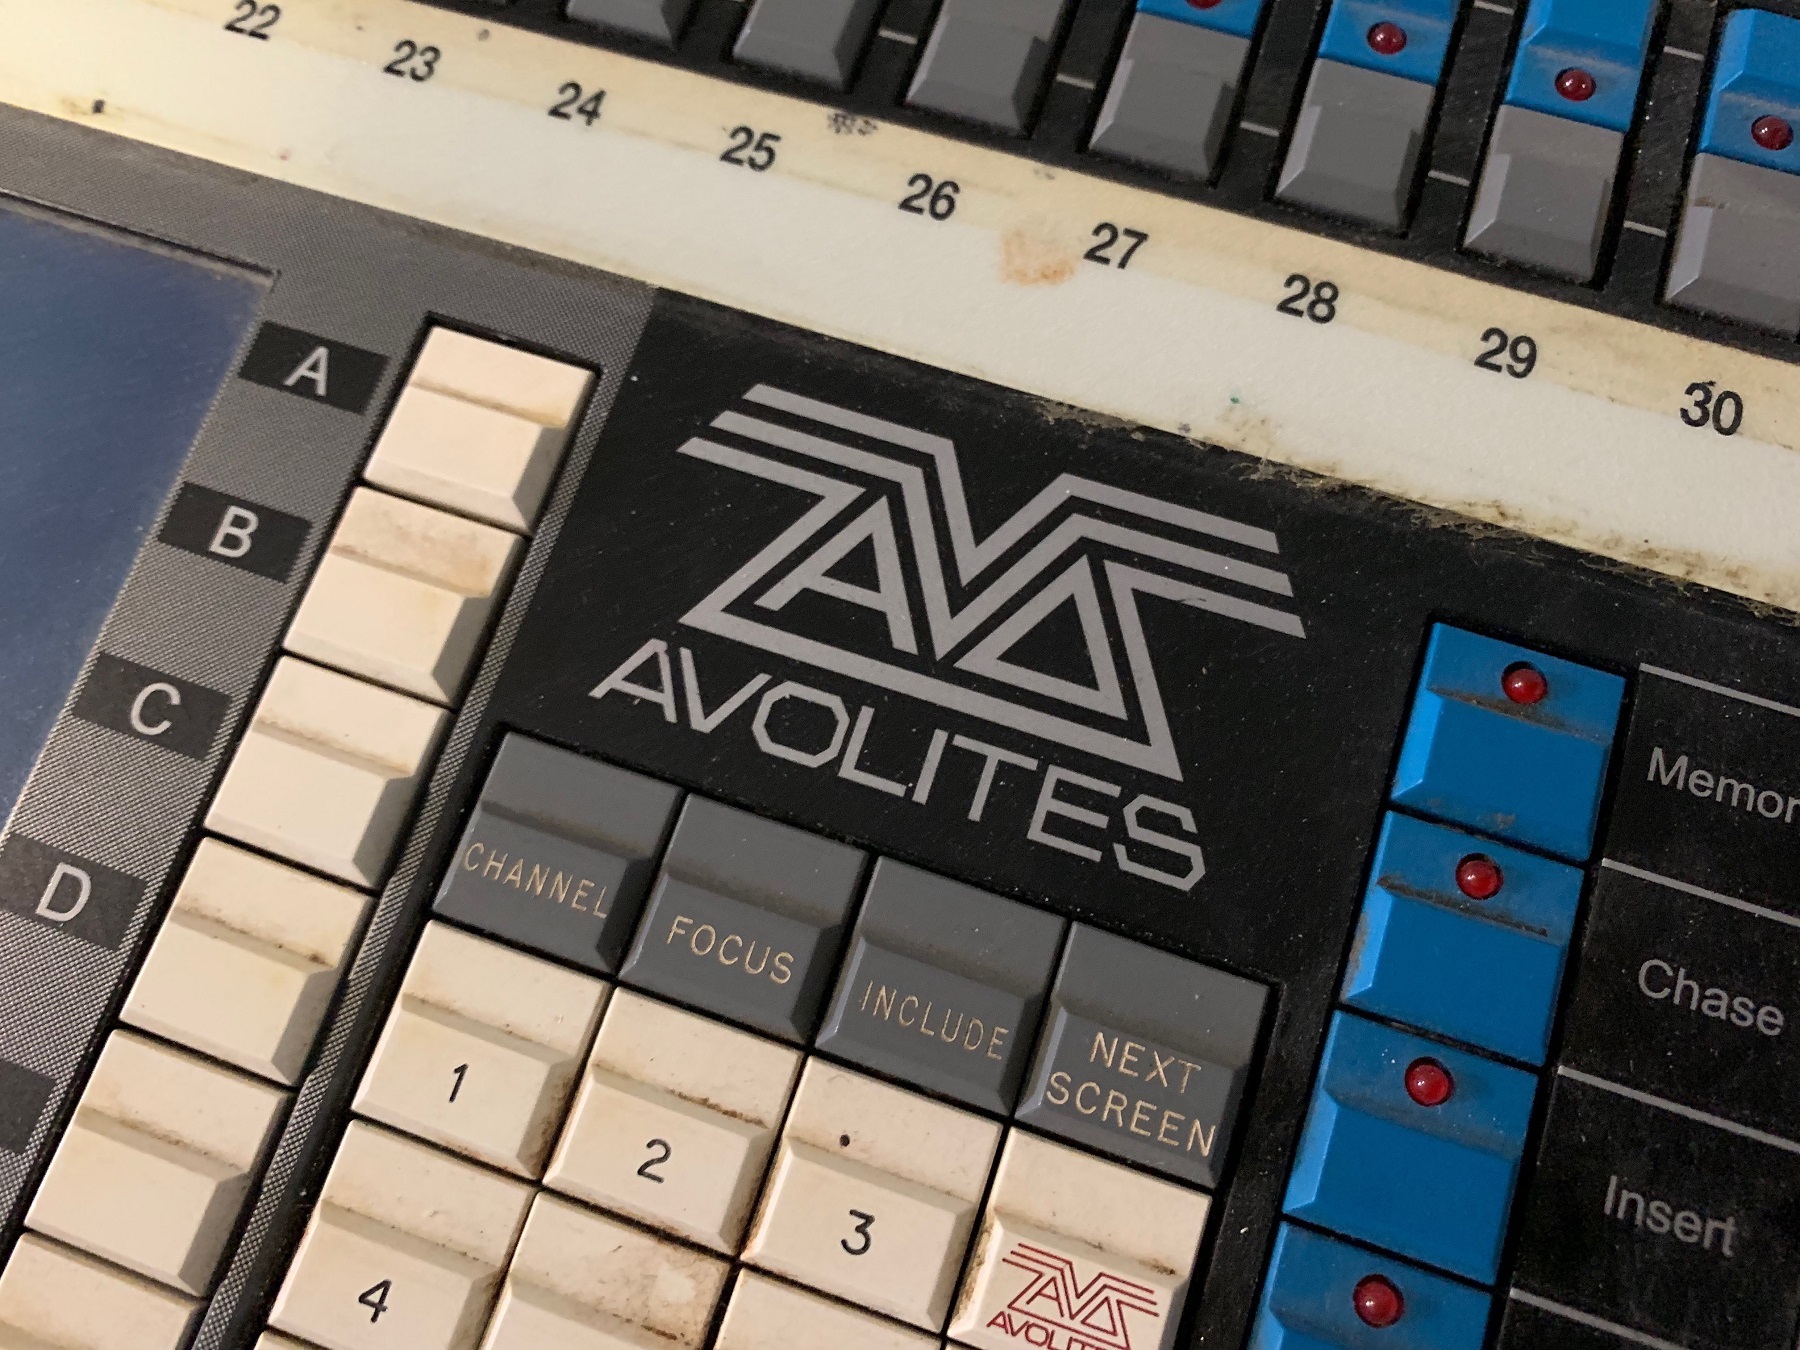 22
23
24
25
26
27
28
29
30
A
B
C
D
AVOLITES
CHANNEL
FOCUS
INCLUDE
NEXT
SCREEN
1
2
3
4
Chase
Insert